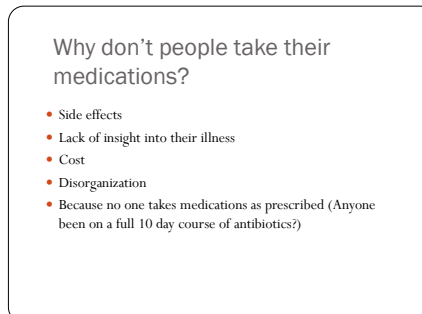 Why don’t people take their
medications?
• Side effects
• Lack of insight into their illness
• Cost
• Disorganization
• Because no one takes medications as prescribed (Anyone
been on a full 10 day course of antibiotics?)